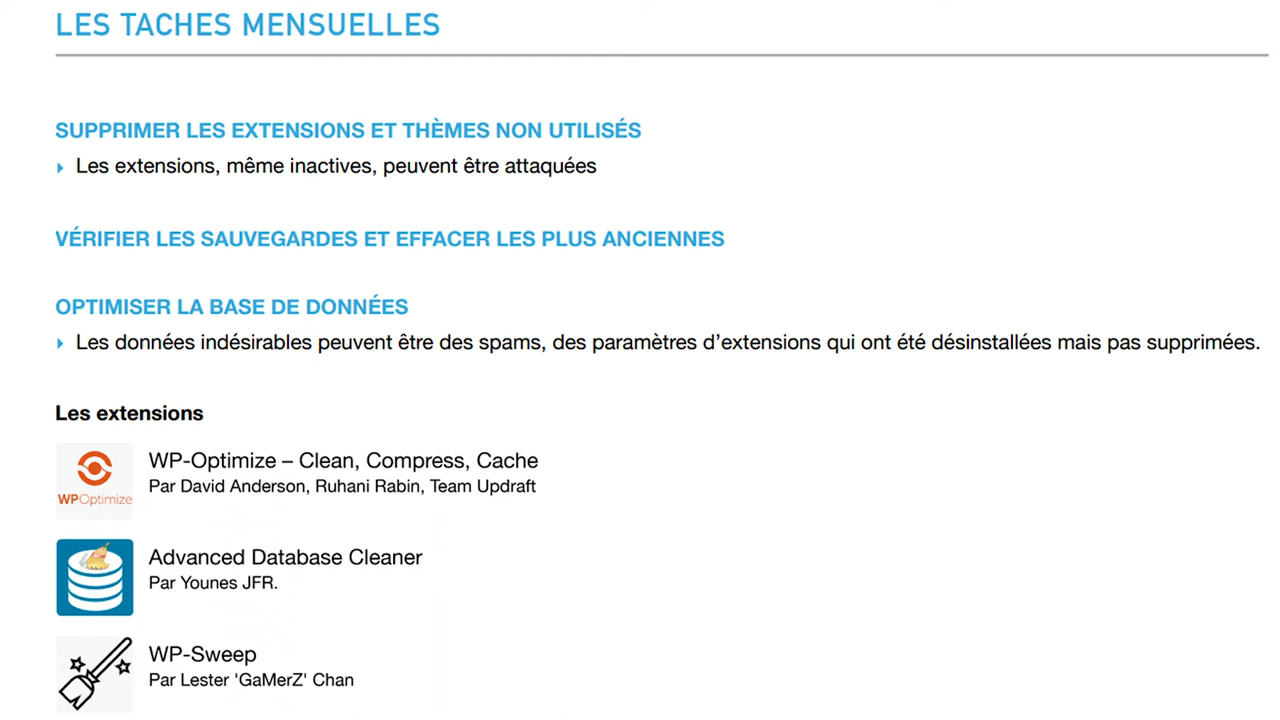 LES TACHES MENSUELLES
SUPPRIMER LES EXTENSIONS ET THÈMES NON UTILISÉS
Les extensions, même inactives, peuvent être attaquées
VÉRIFIER LES SAUVEGARDES ET EFFACER LES PLUS ANCIENNES
OPTIMISER LA BASE DE DONNÉES
Les données indésirables peuvent être des spams, des paramètres d’extensions qui ont été désinstallées mais pas supprimées.
Les extensions
WP-Optimize – Clean, Compress, Cache
Par David Anderson, Ruhani Rabin, Team Updraft
WPOptimize
Advanced Database Cleaner
Par Younes JFR.
WP-Sweep
Par Lester 'GaMerZ' Chan